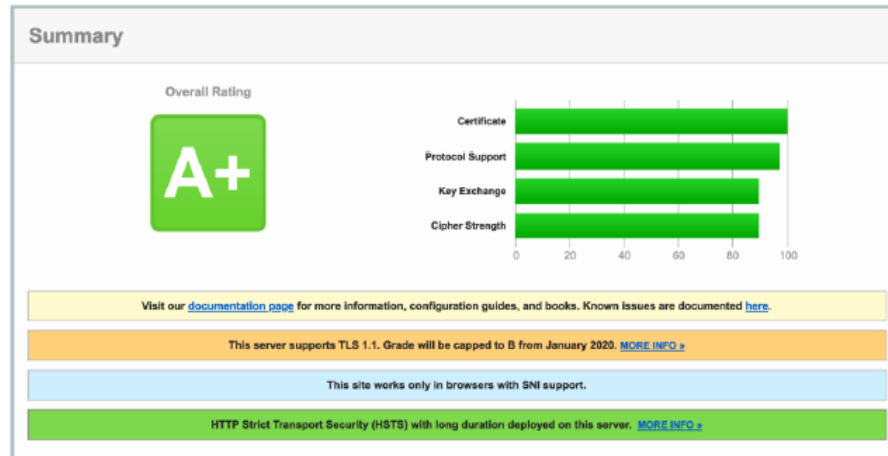 Summary
Overall Rating
A+
Certificate
Protocol Support
Key Exchange
Cipher Strength
0 20 40 60 80 100
Visit our documentation page for more information, configuration guides, and books. Known issues are documented here.
This server supports TLS 1.1. Grade will be capped to B from January 2020. MORE INFO »
This site works only in browsers with SNI support.
HTTP Strict Transport Security (HSTS) with long duration deployed on this server. MORE INFO »